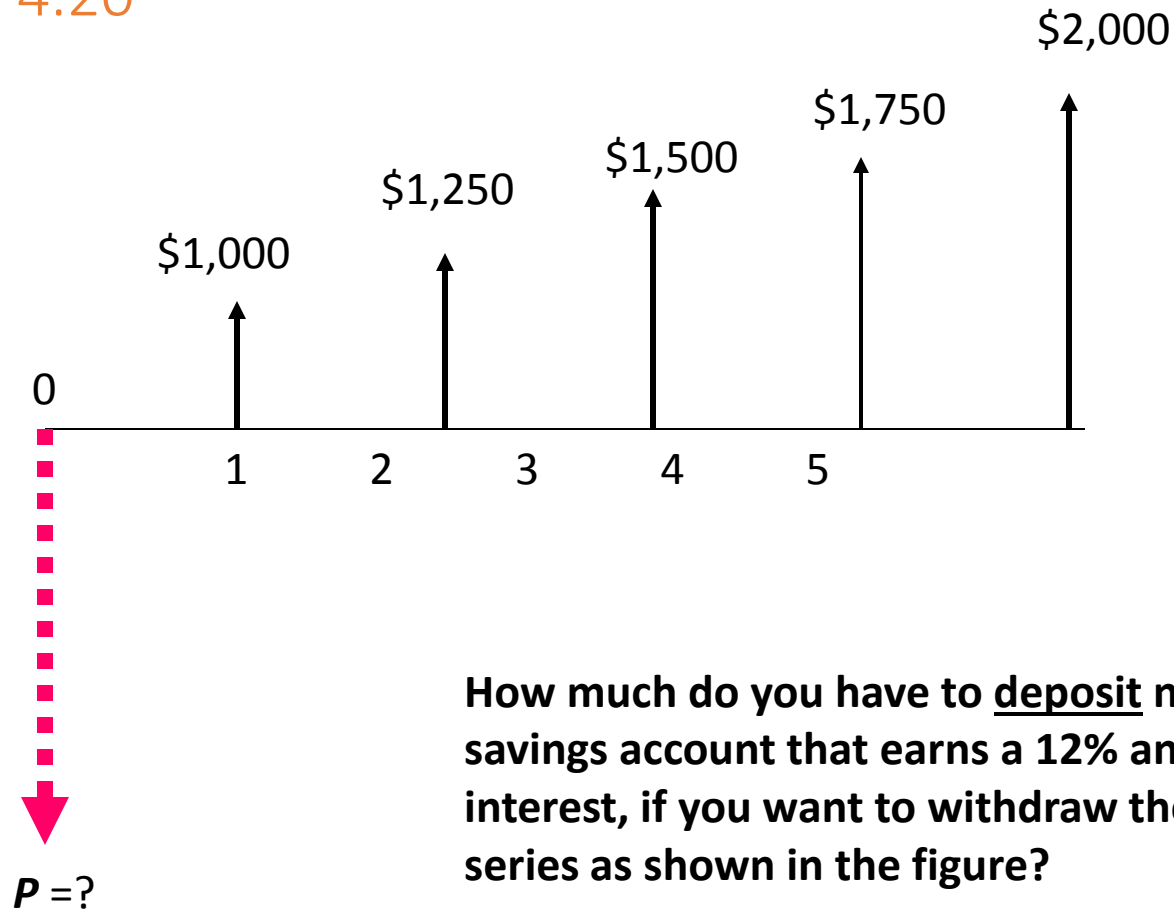 4.20
$2,000
$1,750
$1,500
$1,250
$1,000
0
1 2 3 4 5
How much do you have to deposit
savings account that earns a 12%
interest, if you want to withdraw
series as shown in the figure?
P =?